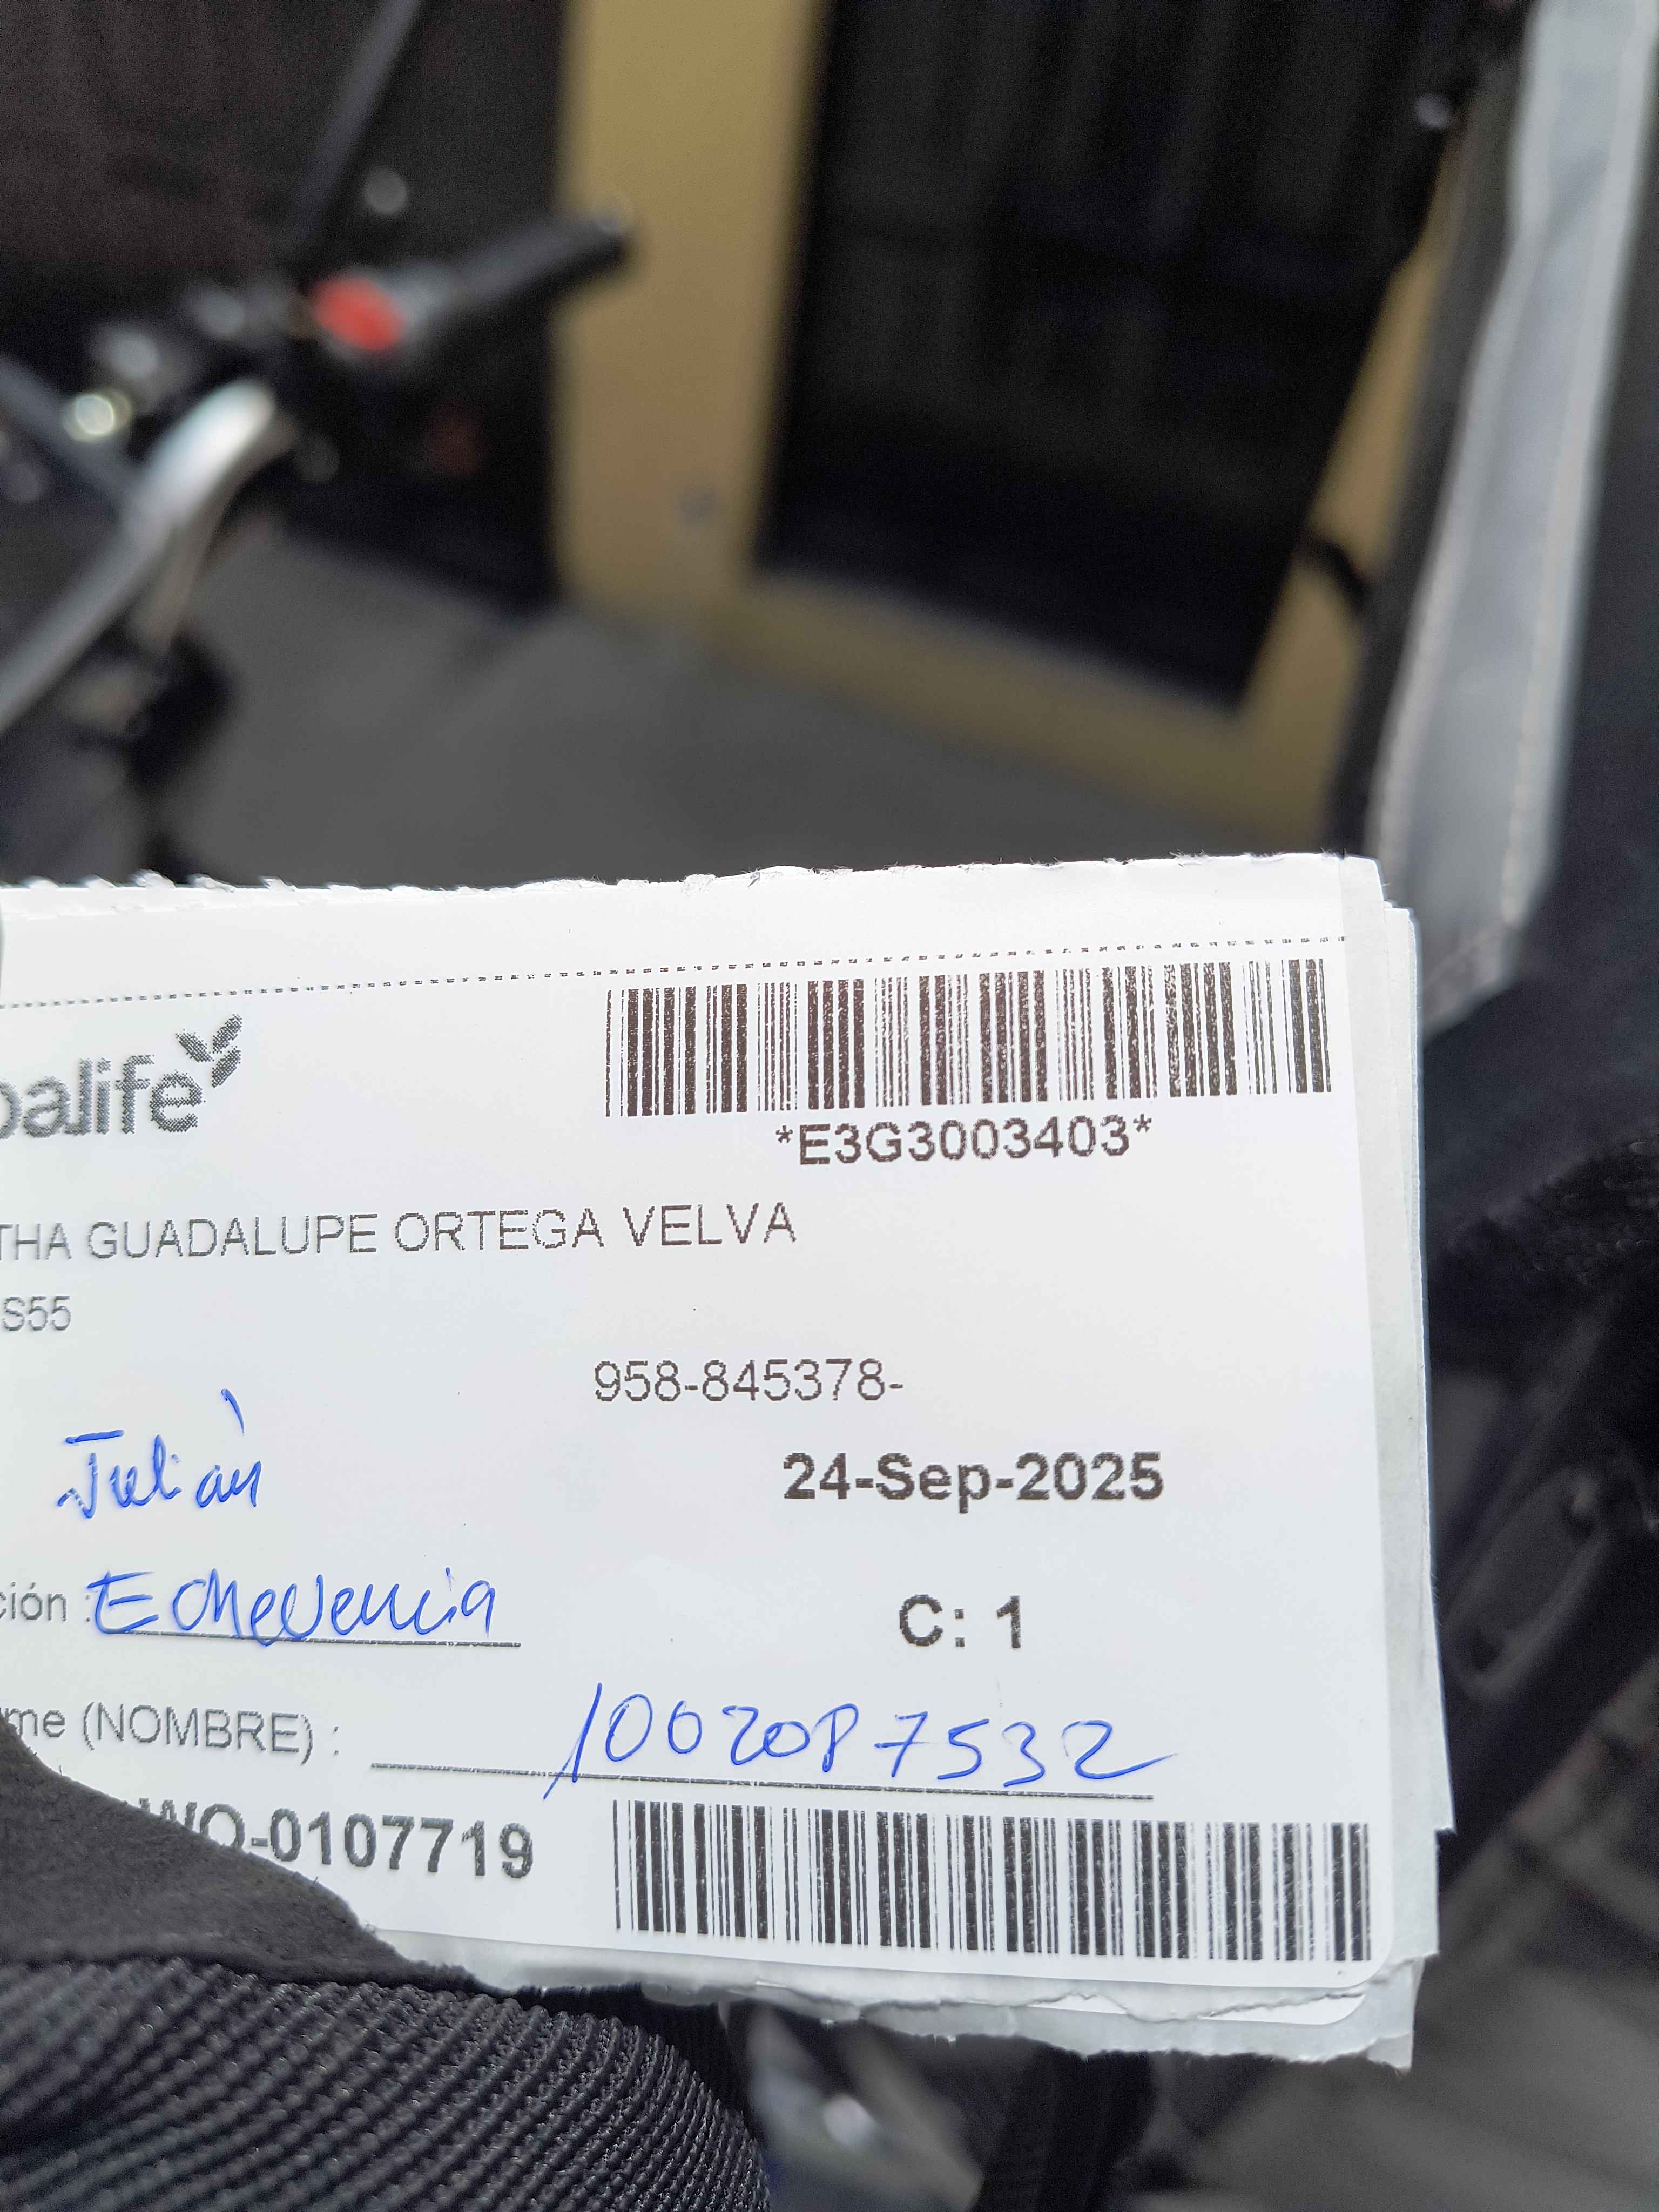 balife
*E3G3003403*
THA GUADALUPE ORTEGA VELVA
S55
958-845378-
Julián
24-Sep-2025
ción : Echeverria
C: 1
me (NOMBRE) : 1002087532
WO-0107719